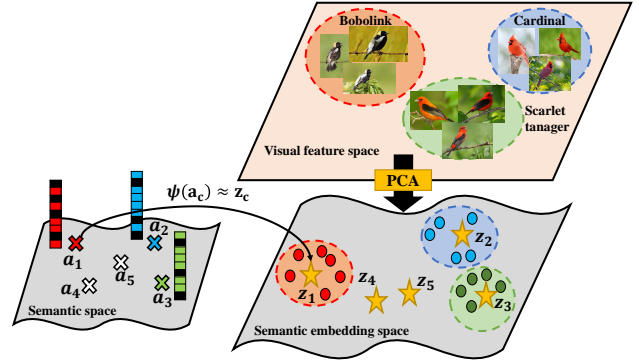 Bobolink
Cardinal
Scarlet
tanager
Visual feature space
PCA
ψ(a_c) ≈ z_c
a_1
a_2
a_3
a_4
a_5
Semantic space
z_1
z_2
z_3
z_4
z_5
Semantic embedding space